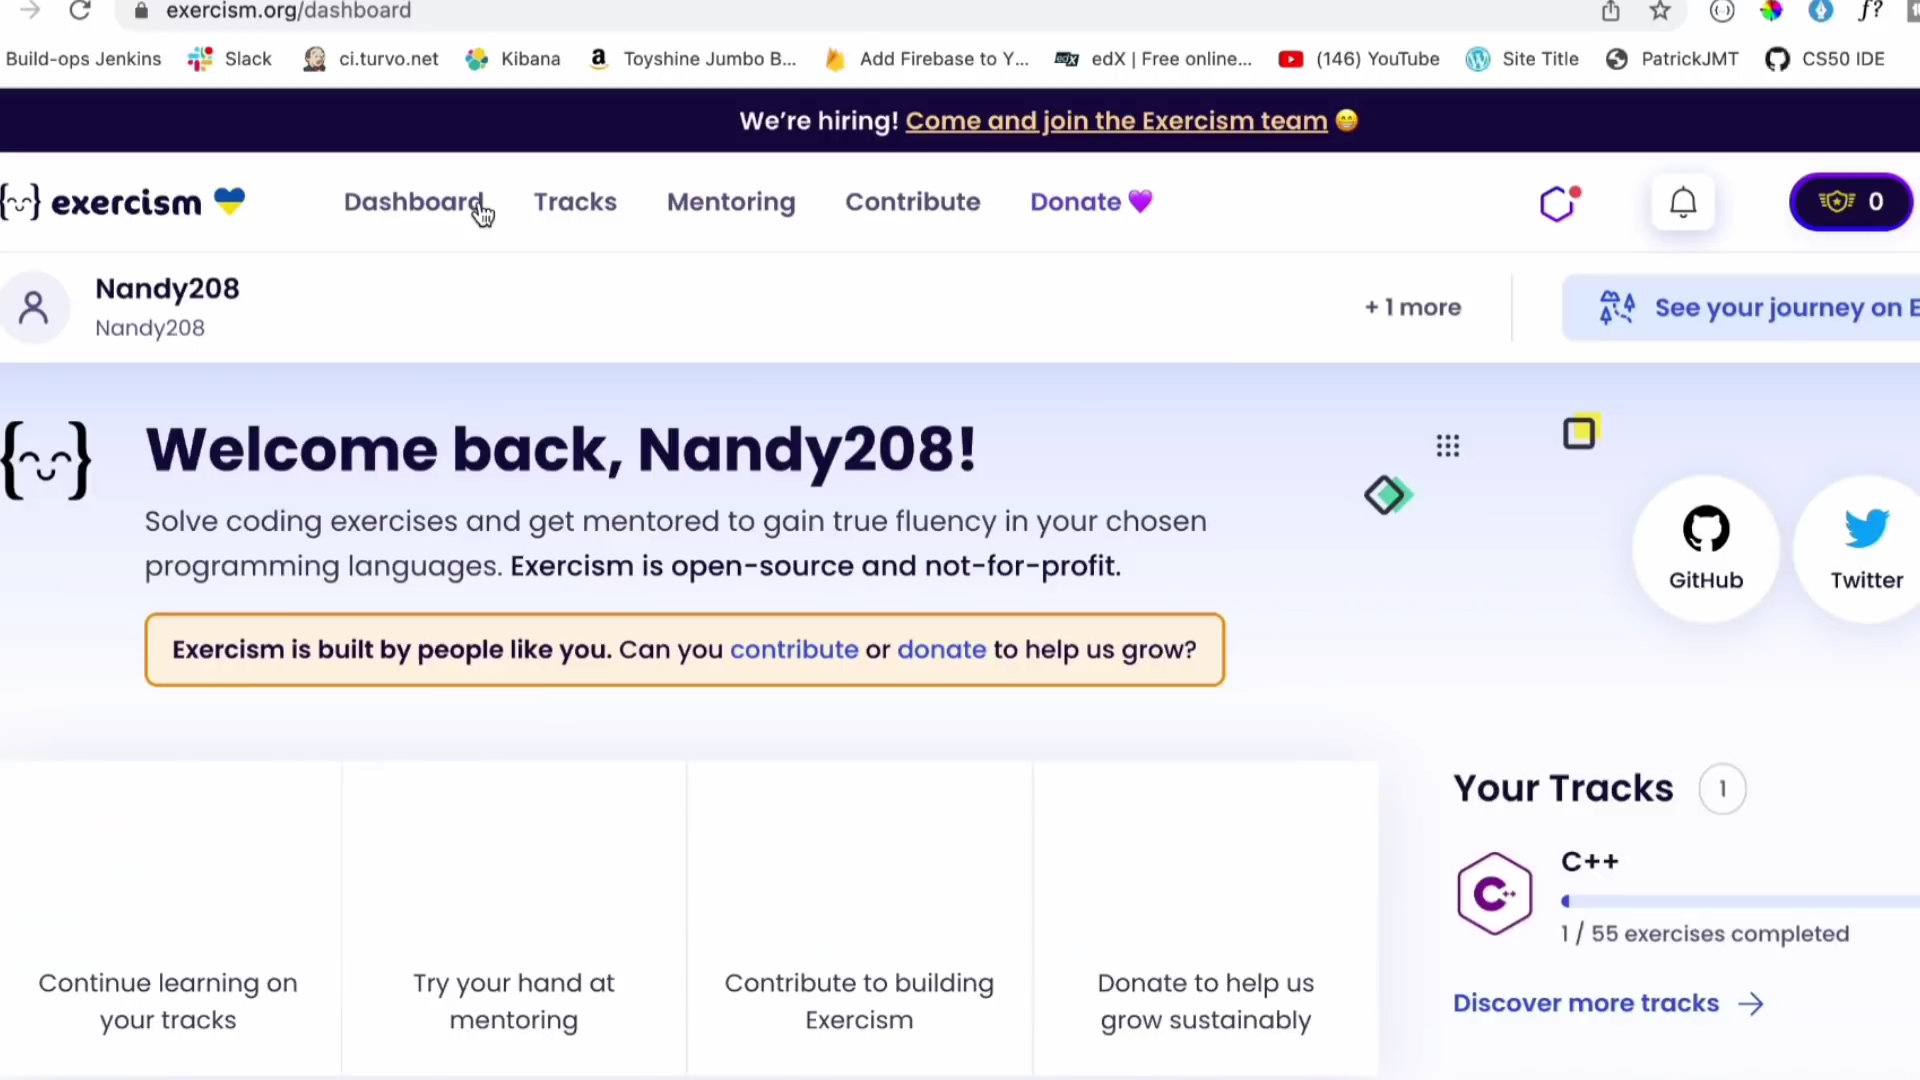 exercism.org/dashboard
Build-ops Jenkins Slack ci.turvo.net Kibana Toyshine Jumbo B... Add Firebase to Y... edX | Free online... (146) YouTube Site Title PatrickJMT CS50 IDE
We're hiring! Come and join the Exercism team
exercism Dashboard Tracks Mentoring Contribute Donate 0
Nandy208
Nandy208
+ 1 more
See your journey on E
Welcome back, Nandy208!
Solve coding exercises and get mentored to gain true fluency in your chosen
programming languages. Exercism is open-source and not-for-profit.
GitHub
Twitter
Exercism is built by people like you. Can you contribute or donate to help us grow?
Continue learning on
your tracks
Try your hand at
mentoring
Contribute to building
Exercism
Donate to help us
grow sustainably
Your Tracks 1
C++
1 / 55 exercises completed
Discover more tracks